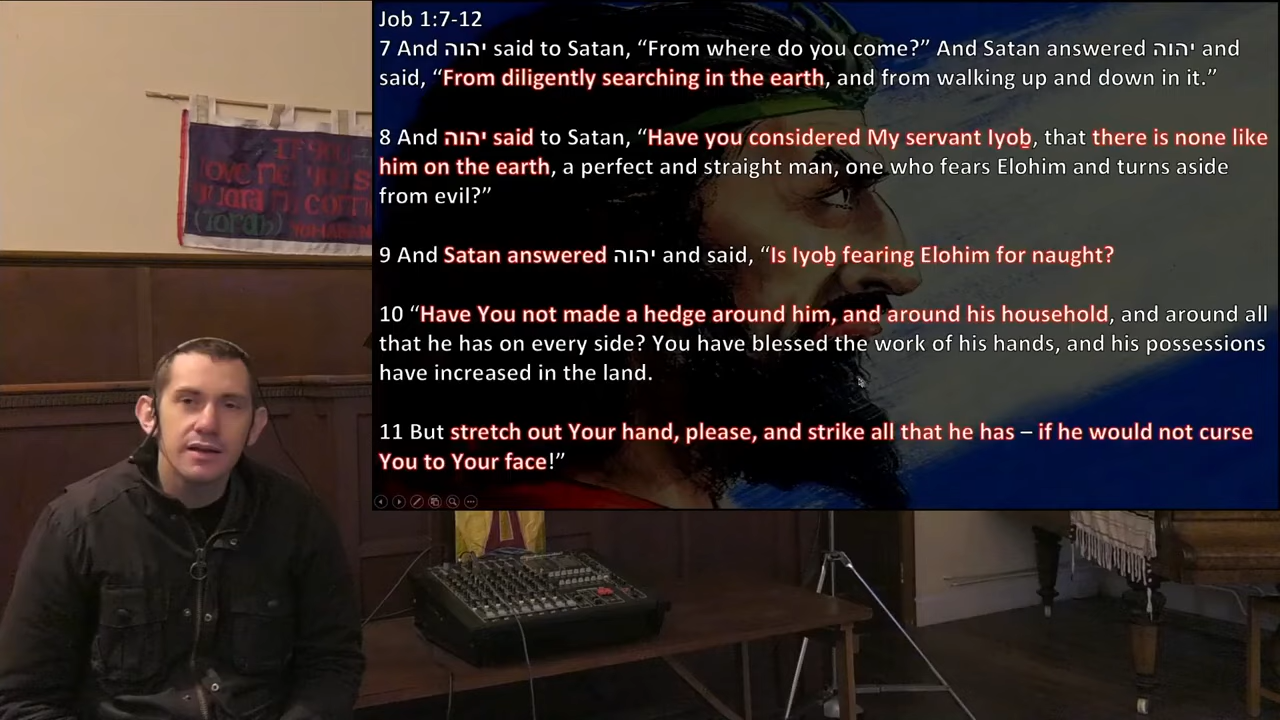 Job 1:7-12
7 And יהוה said to Satan, “From where do you come?” And Satan answered יהוה and
said, “From diligently searching in the earth, and from walking up and down in it.”
8 And יהוה said to Satan, “Have you considered My servant Iyoḇ, that there is none like
him on the earth, a perfect and straight man, one who fears Elohim and turns aside
from evil?”
9 And Satan answered יהוה and said, “Is Iyoḇ fearing Elohim for naught?
10 “Have You not made a hedge around him, and around his household, and around all
that he has on every side? You have blessed the work of his hands, and his possessions
have increased in the land.
11 But stretch out Your hand, please, and strike all that he has – if he would not curse
You to Your face!”
IF
(Torah)